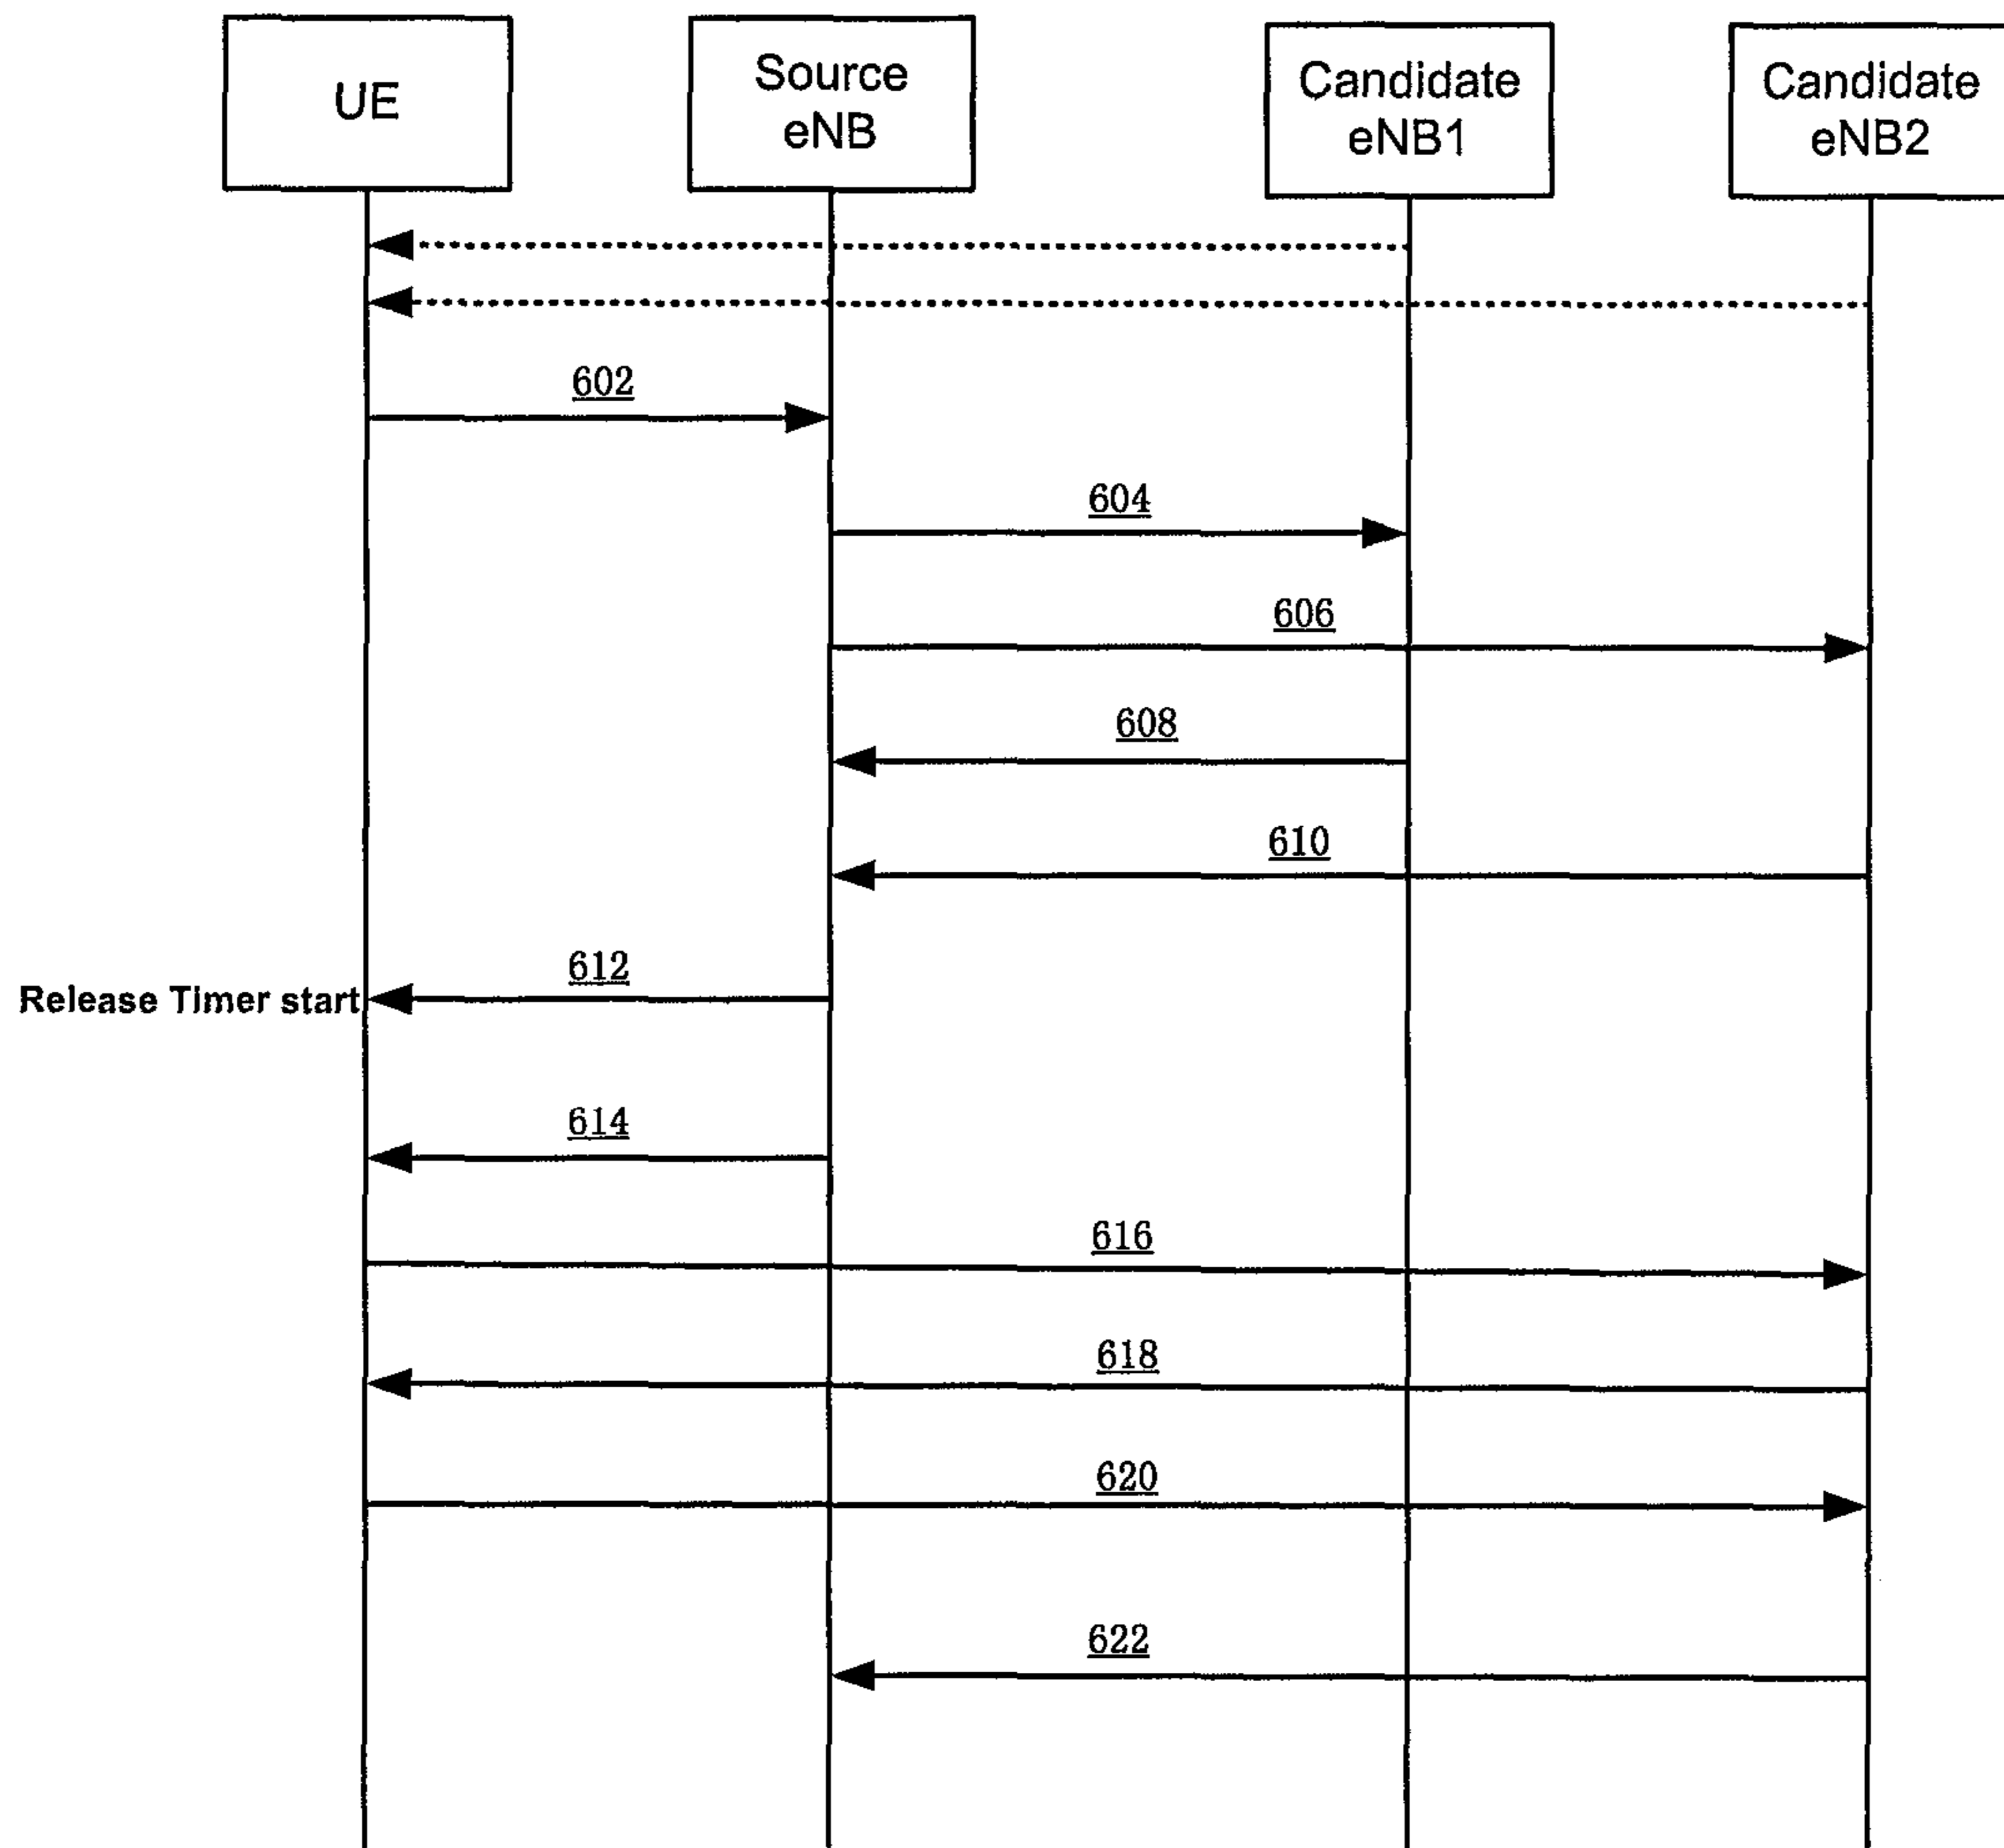 UE
Source
eNB
Candidate
eNB1
Candidate
eNB2
602
604
606
608
610
612
Release Timer start
614
616
618
620
622